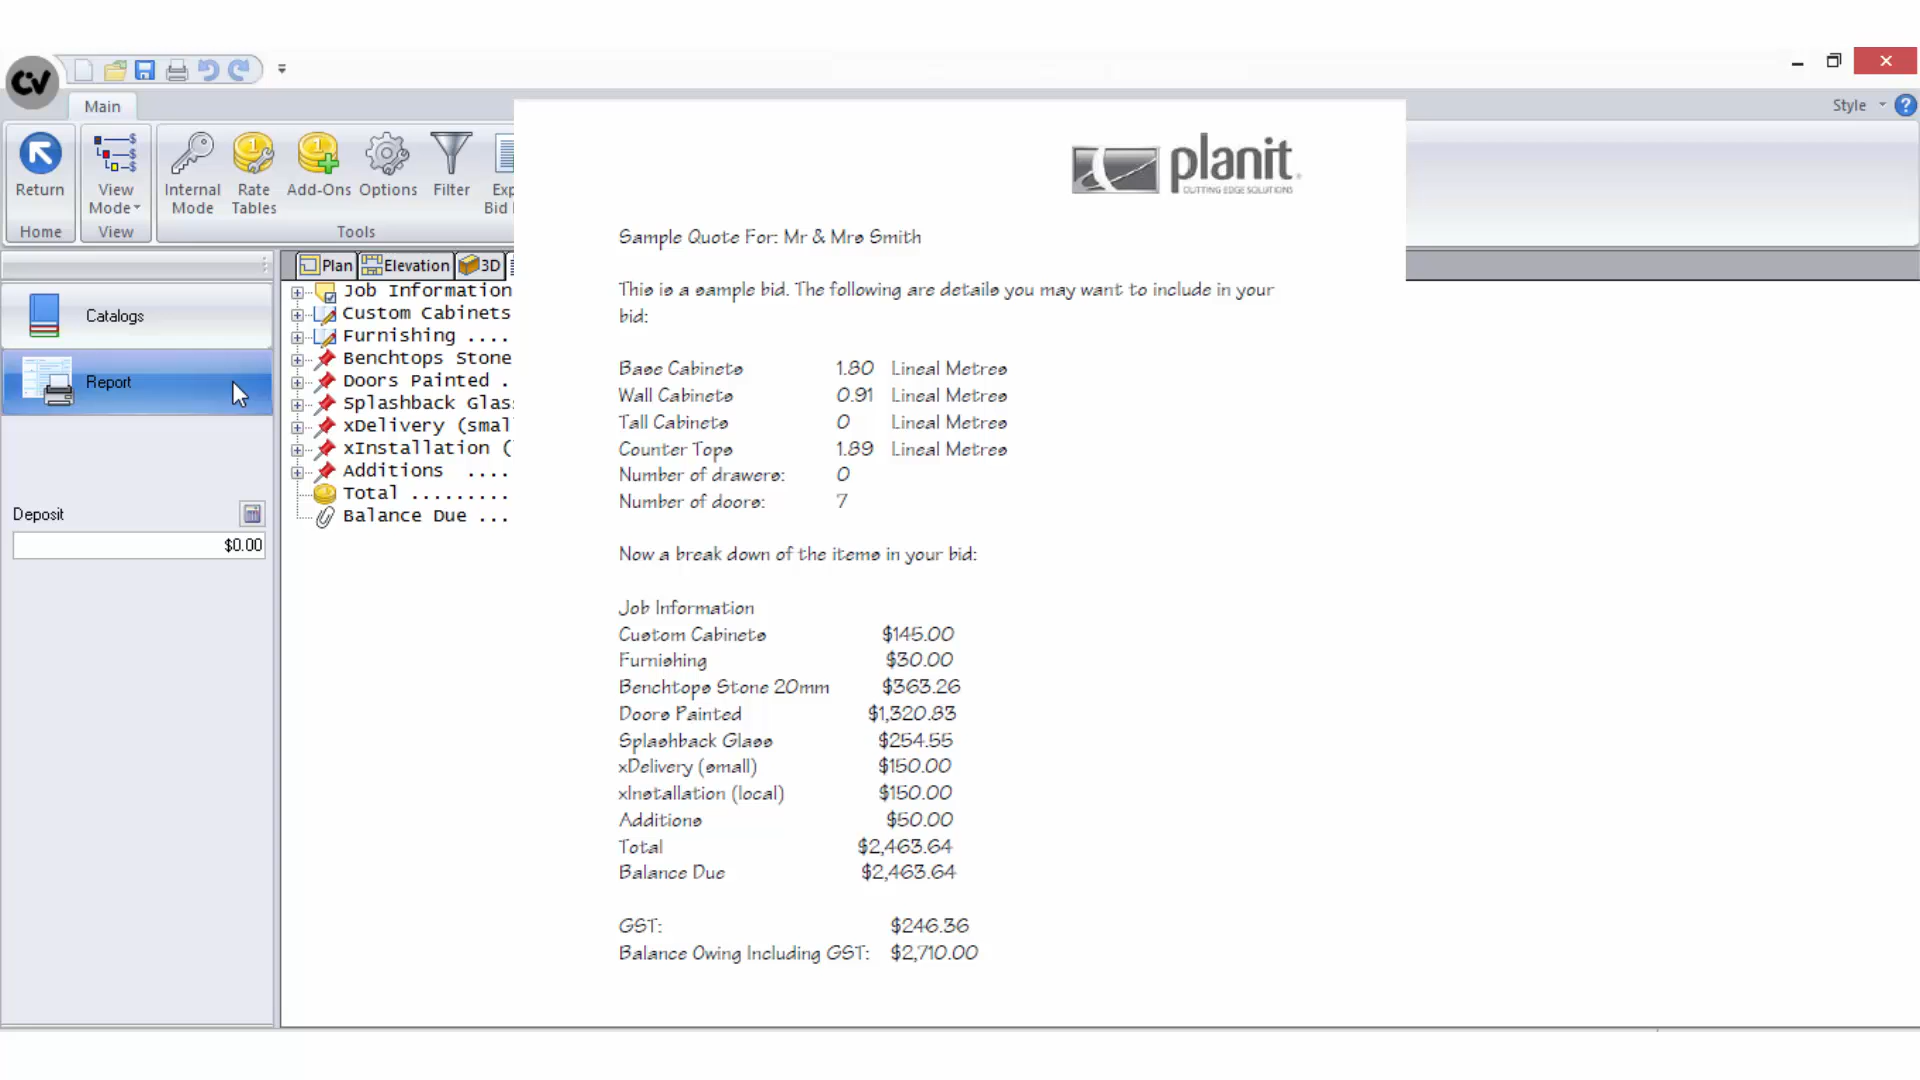 CV
Main
Style
Return
View
Mode
Internal
Mode
Rate
Tables
Add-Ons
Options
Filter
Exp
Bid
Home
View
Tools
planit
CUTTING EDGE SOLUTIONS
Sample Quote For: Mr & Mrs Smith
Plan
Elevation
3D
Catalogs
Report
Deposit
$0.00
Job Information
Custom Cabinets
Furnishing ....
Benchtops Stone
Doors Painted .
Splashback Glas
xDelivery (smal
xInstallation (
Additions ....
Total .........
Balance Due ...
This is a sample bid. The following are details you may want to include in your
bid:
Base Cabinets 1.80 Lineal Metres
Wall Cabinets 0.91 Lineal Metres
Tall Cabinets 0 Lineal Metres
Counter Tops 1.89 Lineal Metres
Number of drawers: 0
Number of doors: 7
Now a break down of the items in your bid:
Job Information
Custom Cabinets $145.00
Furnishing $30.00
Benchtops Stone 20mm $363.26
Doors Painted $1,320.83
Splashback Glass $254.55
xDelivery (small) $150.00
xInstallation (local) $150.00
Additions $50.00
Total $2,463.64
Balance Due $2,463.64
GST: $246.36
Balance Owing Including GST: $2,710.00